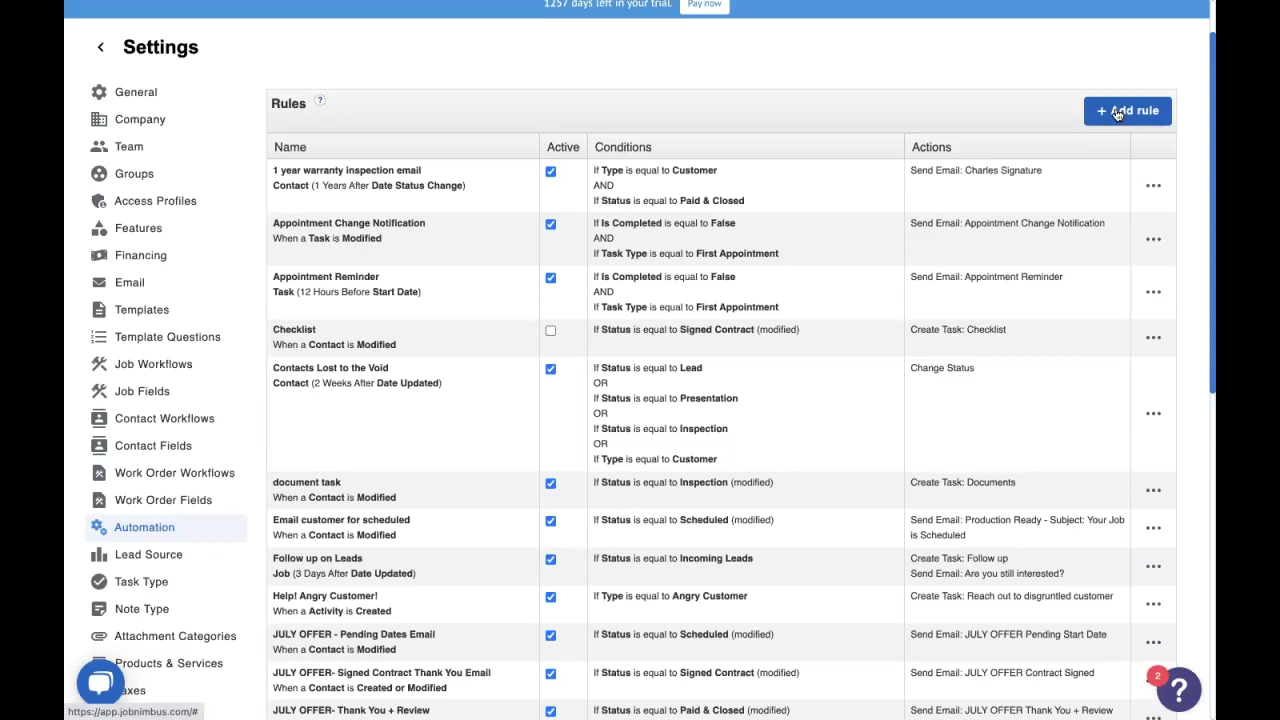 1257 days left in your trial. Pay now
Settings
General
Company
Team
Groups
Access Profiles
Features
Financing
Email
Templates
Template Questions
Job Workflows
Job Fields
Contact Workflows
Contact Fields
Work Order Workflows
Work Order Fields
Automation
Lead Source
Task Type
Note Type
Attachment Categories
Products & Services
Rules ?
+ Add rule
Name Active Conditions Actions
1 year warranty inspection email
Contact (1 Years After Date Status Change)
If Type is equal to Customer
AND
If Status is equal to Paid & Closed
Send Email: Charles Signature
Appointment Change Notification
When a Task is Modified
If Is Completed is equal to False
AND
If Task Type is equal to First Appointment
Send Email: Appointment Change Notification
Appointment Reminder
Task (12 Hours Before Start Date)
If Is Completed is equal to False
AND
If Task Type is equal to First Appointment
Send Email: Appointment Reminder
Checklist
When a Contact is Modified
If Status is equal to Signed Contract (modified)
Create Task: Checklist
Contacts Lost to the Void
Contact (2 Weeks After Date Updated)
If Status is equal to Lead
OR
If Status is equal to Presentation
OR
If Status is equal to Inspection
OR
If Type is equal to Customer
Change Status
document task
When a Contact is Modified
If Status is equal to Inspection (modified)
Create Task: Documents
Email customer for scheduled
When a Contact is Modified
If Status is equal to Scheduled (modified)
Send Email: Production Ready - Subject: Your Job
is Scheduled
Follow up on Leads
Job (3 Days After Date Updated)
If Status is equal to Incoming Leads
Create Task: Follow up
Send Email: Are you still interested?
Help! Angry Customer!
When a Activity is Created
If Type is equal to Angry Customer
Create Task: Reach out to disgruntled customer
JULY OFFER - Pending Dates Email
When a Contact is Modified
If Status is equal to Scheduled (modified)
Send Email: JULY OFFER Pending Start Date
JULY OFFER- Signed Contract Thank You Email
When a Contact is Created or Modified
If Status is equal to Signed Contract (modified)
Send Email: JULY OFFER Contract Signed
JULY OFFER- Thank You + Review
If Status is equal to Paid & Closed (modified)
Send Email: JULY OFFER - Thank You + Review
2
?
https://app.jobnimbus.com/#